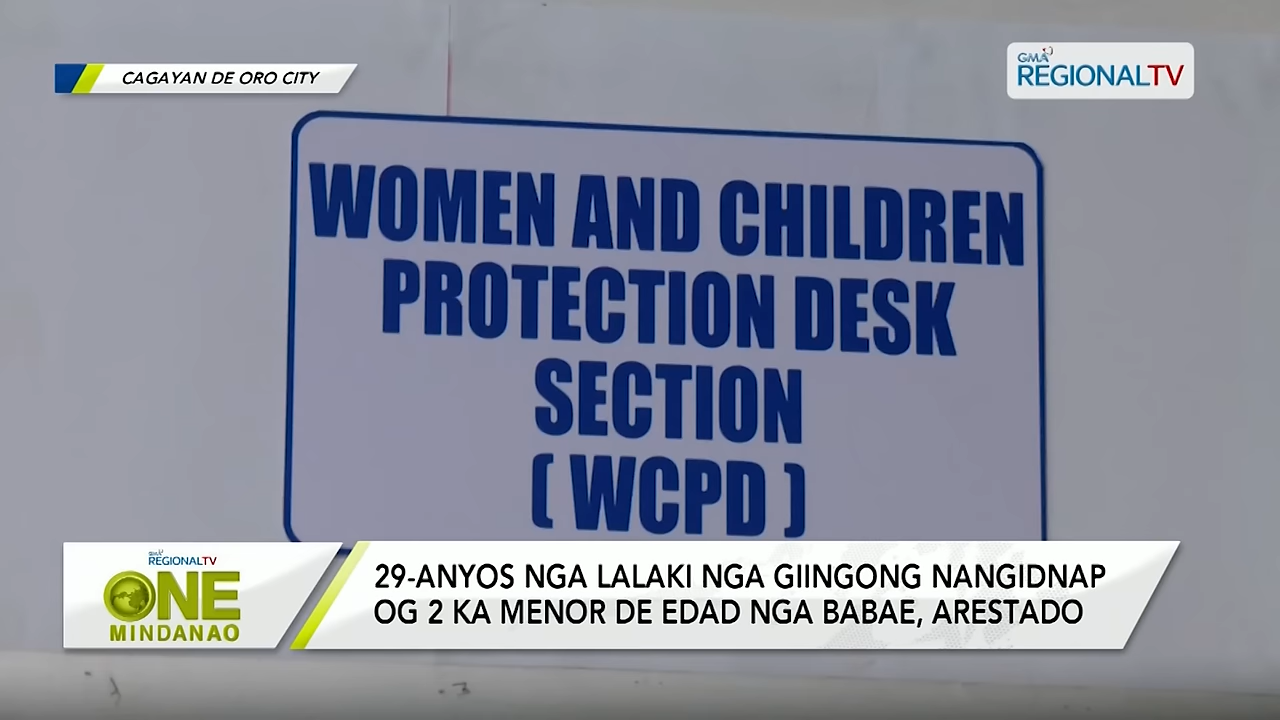 CAGAYAN DE ORO CITY
GMA
REGIONALTV
WOMEN AND CHILDREN
PROTECTION DESK
SECTION
( WCPD )
GMA
REGIONALTV
ONE
MINDANAO
29-ANYOS NGA LALAKI NGA GIINGONG NANGIDNAP
OG 2 KA MENOR DE EDAD NGA BABAE, ARESTADO